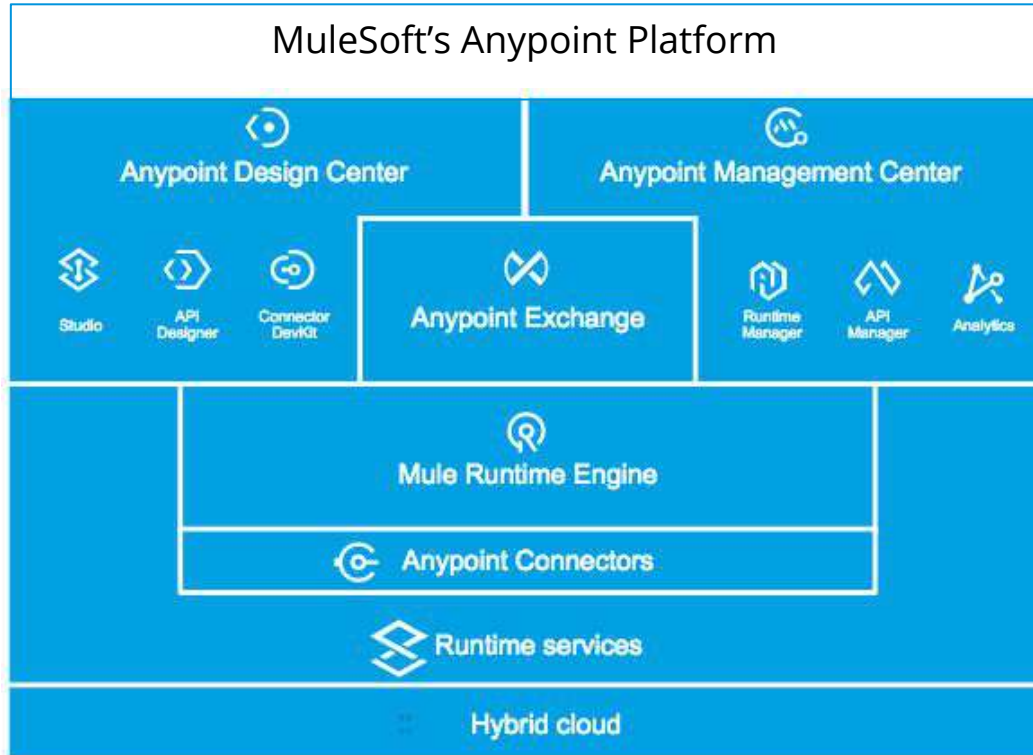 MuleSoft’s Anypoint Platform
Anypoint Design Center
Anypoint Management Center
Studio
API
Designer
Connector
DevKit
Anypoint Exchange
Runtime
Manager
API
Manager
Analytics
Mule Runtime Engine
Anypoint Connectors
Runtime services
Hybrid cloud